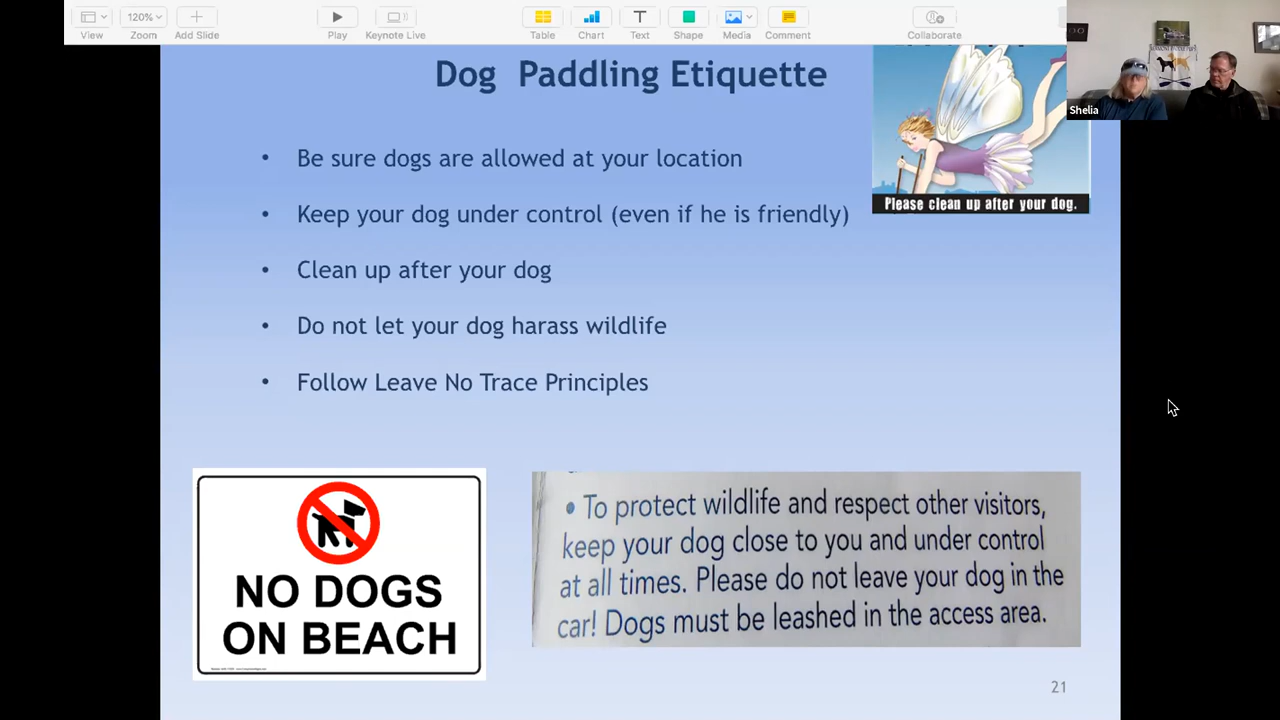 View
120%
Zoom
Add Slide
Play
Keynote Live
Table
Chart
Text
Shape
Media
Comment
Collaborate
Shelia
Dog Paddling Etiquette
Please clean up after your dog.
• Be sure dogs are allowed at your location
• Keep your dog under control (even if he is friendly)
• Clean up after your dog
• Do not let your dog harass wildlife
• Follow Leave No Trace Principles
NO DOGS
ON BEACH
• To protect wildlife and respect other visitors,
keep your dog close to you and under control
at all times. Please do not leave your dog in the
car! Dogs must be leashed in the access area.
21